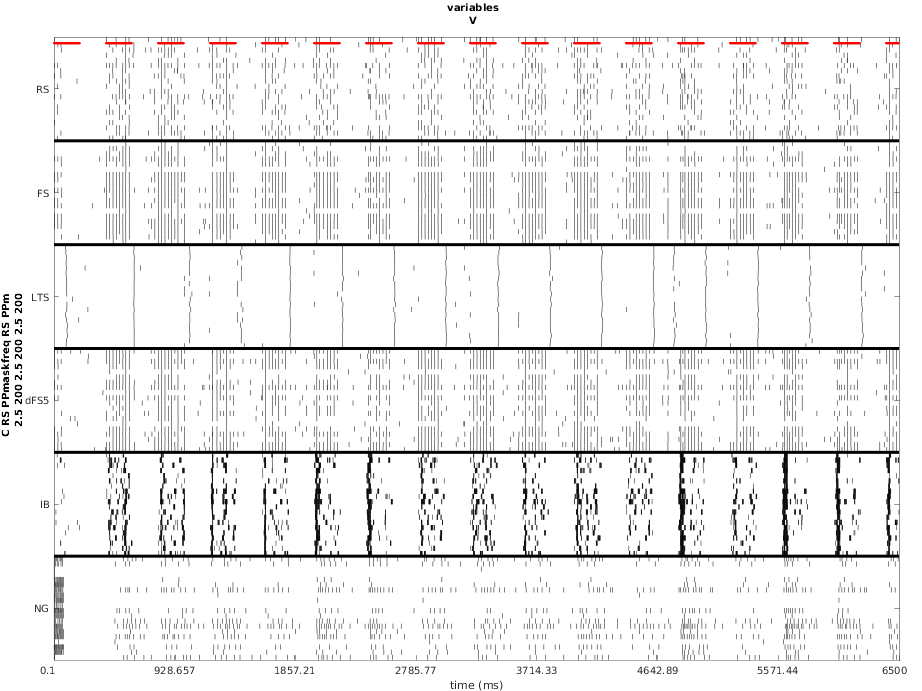 variables
V
RS
FS
LTS
dFS5
IB
NG
C RS PPmaskfreq RS PPm
2.5 200 2.5 200 2.5 200
0.1 928.657 1857.21 2785.77 3714.33 4642.89 5571.44 6500
time (ms)